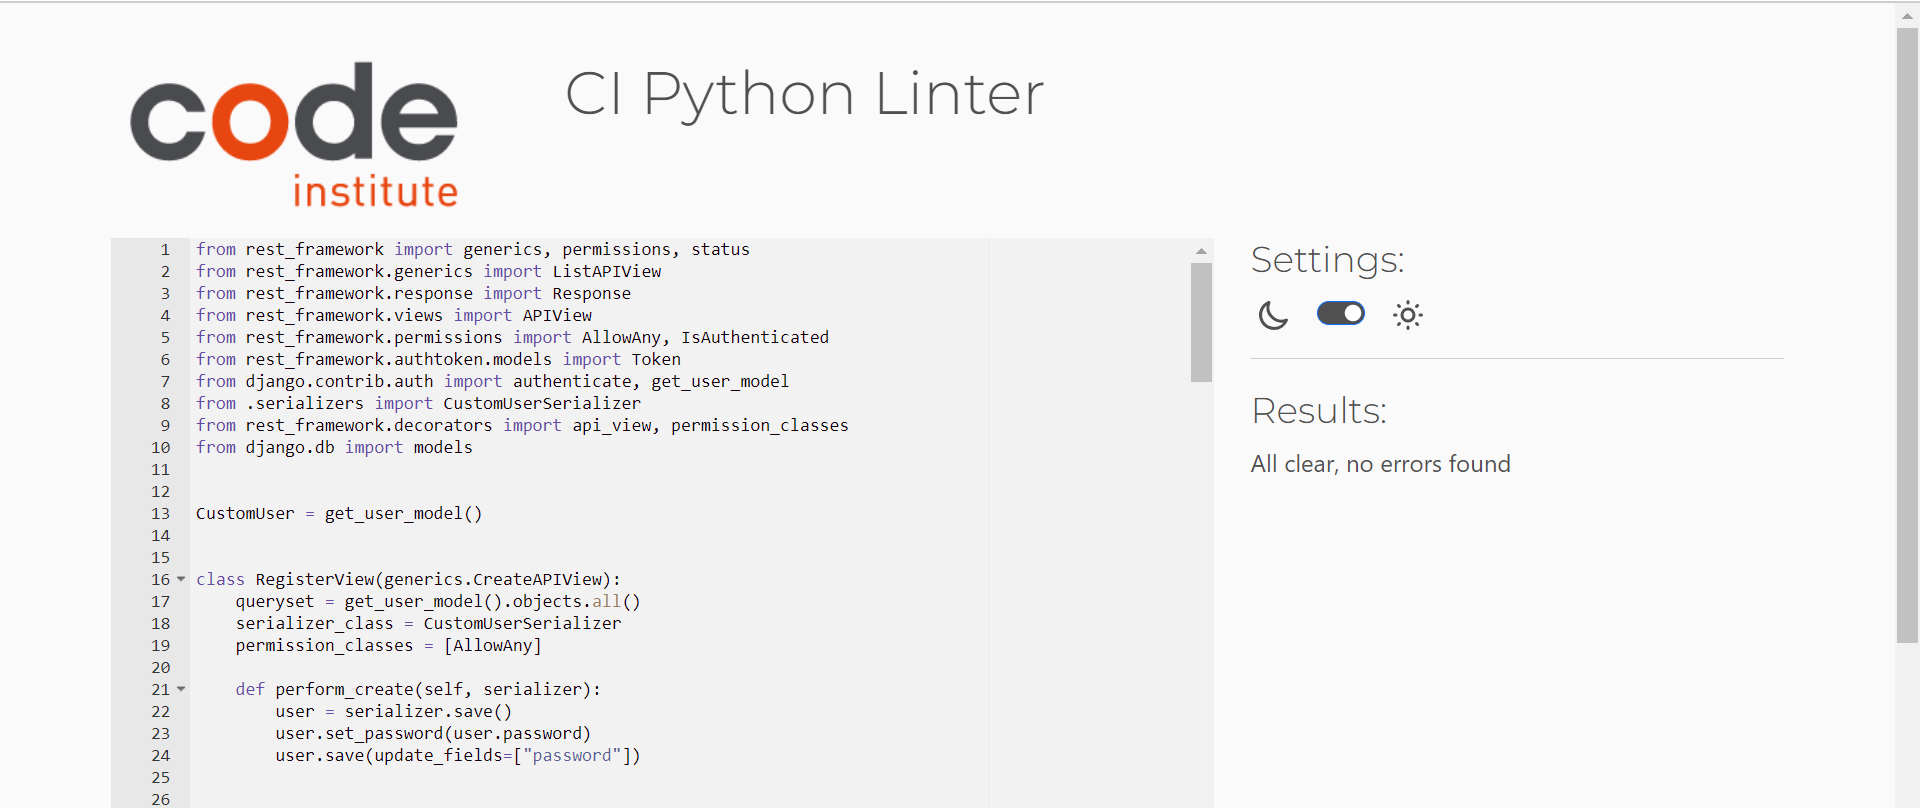 code
institute
CI Python Linter
1 from rest_framework import generics, permissions, status
2 from rest_framework.generics import ListAPIView
3 from rest_framework.response import Response
4 from rest_framework.views import APIView
5 from rest_framework.permissions import AllowAny, IsAuthenticated
6 from rest_framework.authtoken.models import Token
7 from django.contrib.auth import authenticate, get_user_model
8 from .serializers import CustomUserSerializer
9 from rest_framework.decorators import api_view, permission_classes
10 from django.db import models
11
12
13 CustomUser = get_user_model()
14
15
16 class RegisterView(generics.CreateAPIView):
17     queryset = get_user_model().objects.all()
18     serializer_class = CustomUserSerializer
19     permission_classes = [AllowAny]
20
21     def perform_create(self, serializer):
22         user = serializer.save()
23         user.set_password(user.password)
24         user.save(update_fields=["password"])
25
26
Settings:
Results:
All clear, no errors found